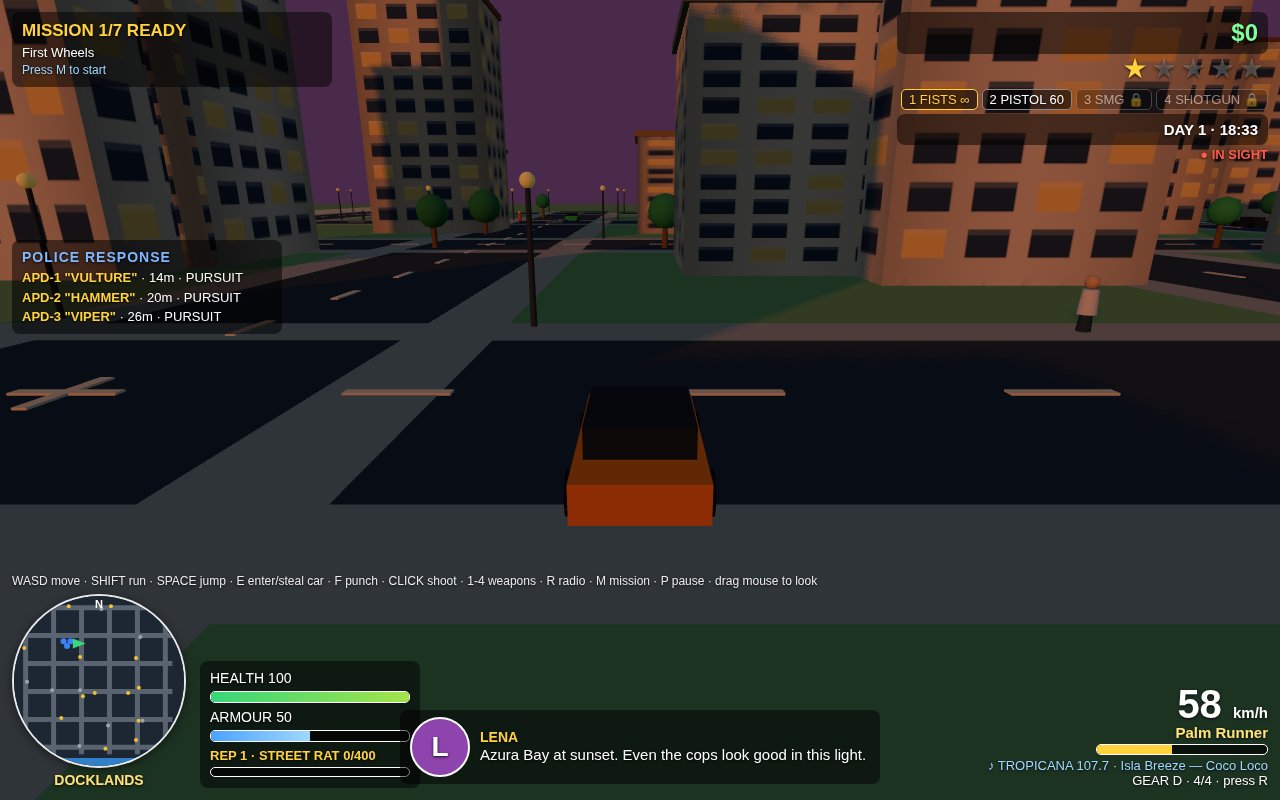 MISSION 1/7 READY
First Wheels
Press M to start
$0
1 FISTS ∞ 2 PISTOL 60 3 SMG 🔒 4 SHOTGUN 🔒
DAY 1 · 18:33
● IN SIGHT
POLICE RESPONSE
APD-1 "VULTURE" · 14m · PURSUIT
APD-2 "HAMMER" · 20m · PURSUIT
APD-3 "VIPER" · 26m · PURSUIT
WASD move · SHIFT run · SPACE jump · E enter/steal car · F punch · CLICK shoot · 1-4 weapons · R radio · M mission · P pause · drag mouse to look
N
DOCKLANDS
HEALTH 100
ARMOUR 50
REP 1 · STREET RAT 0/400
L
LENA
Azura Bay at sunset. Even the cops look good in this light.
58 km/h
Palm Runner
♪ TROPICANA 107.7 · Isla Breeze — Coco Loco
GEAR D · 4/4 · press R